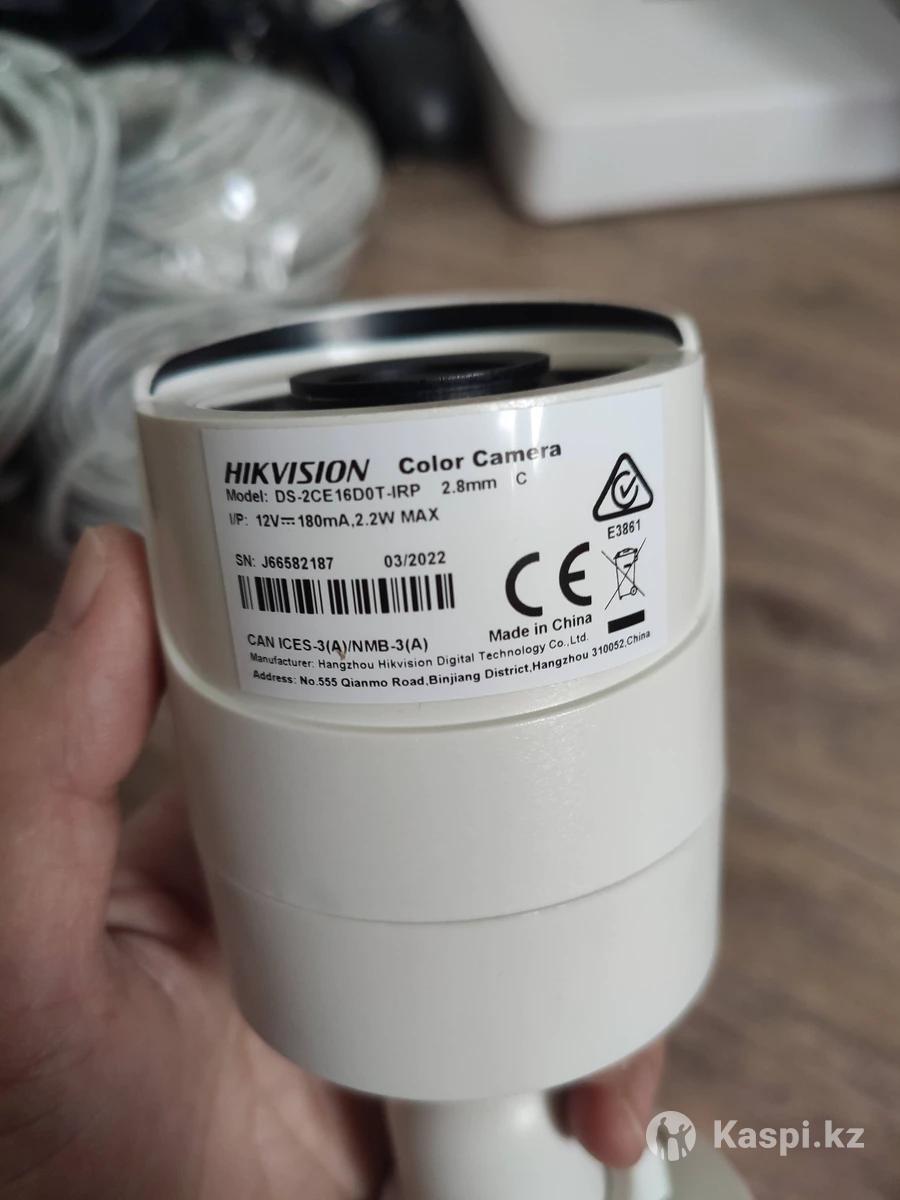 HIKVISION Color Camera
Model: DS-2CE16D0T-IRP 2.8mm C
I/P: 12V⎓180mA,2.2W MAX
E3861
SN: J66582187 03/2022
CE
CAN ICES-3(A)/NMB-3(A)
Made in China
Manufacturer: Hangzhou Hikvision Digital Technology Co.,Ltd.
Address: No.555 Qianmo Road,Binjiang District,Hangzhou 310052,China
Kaspi.kz